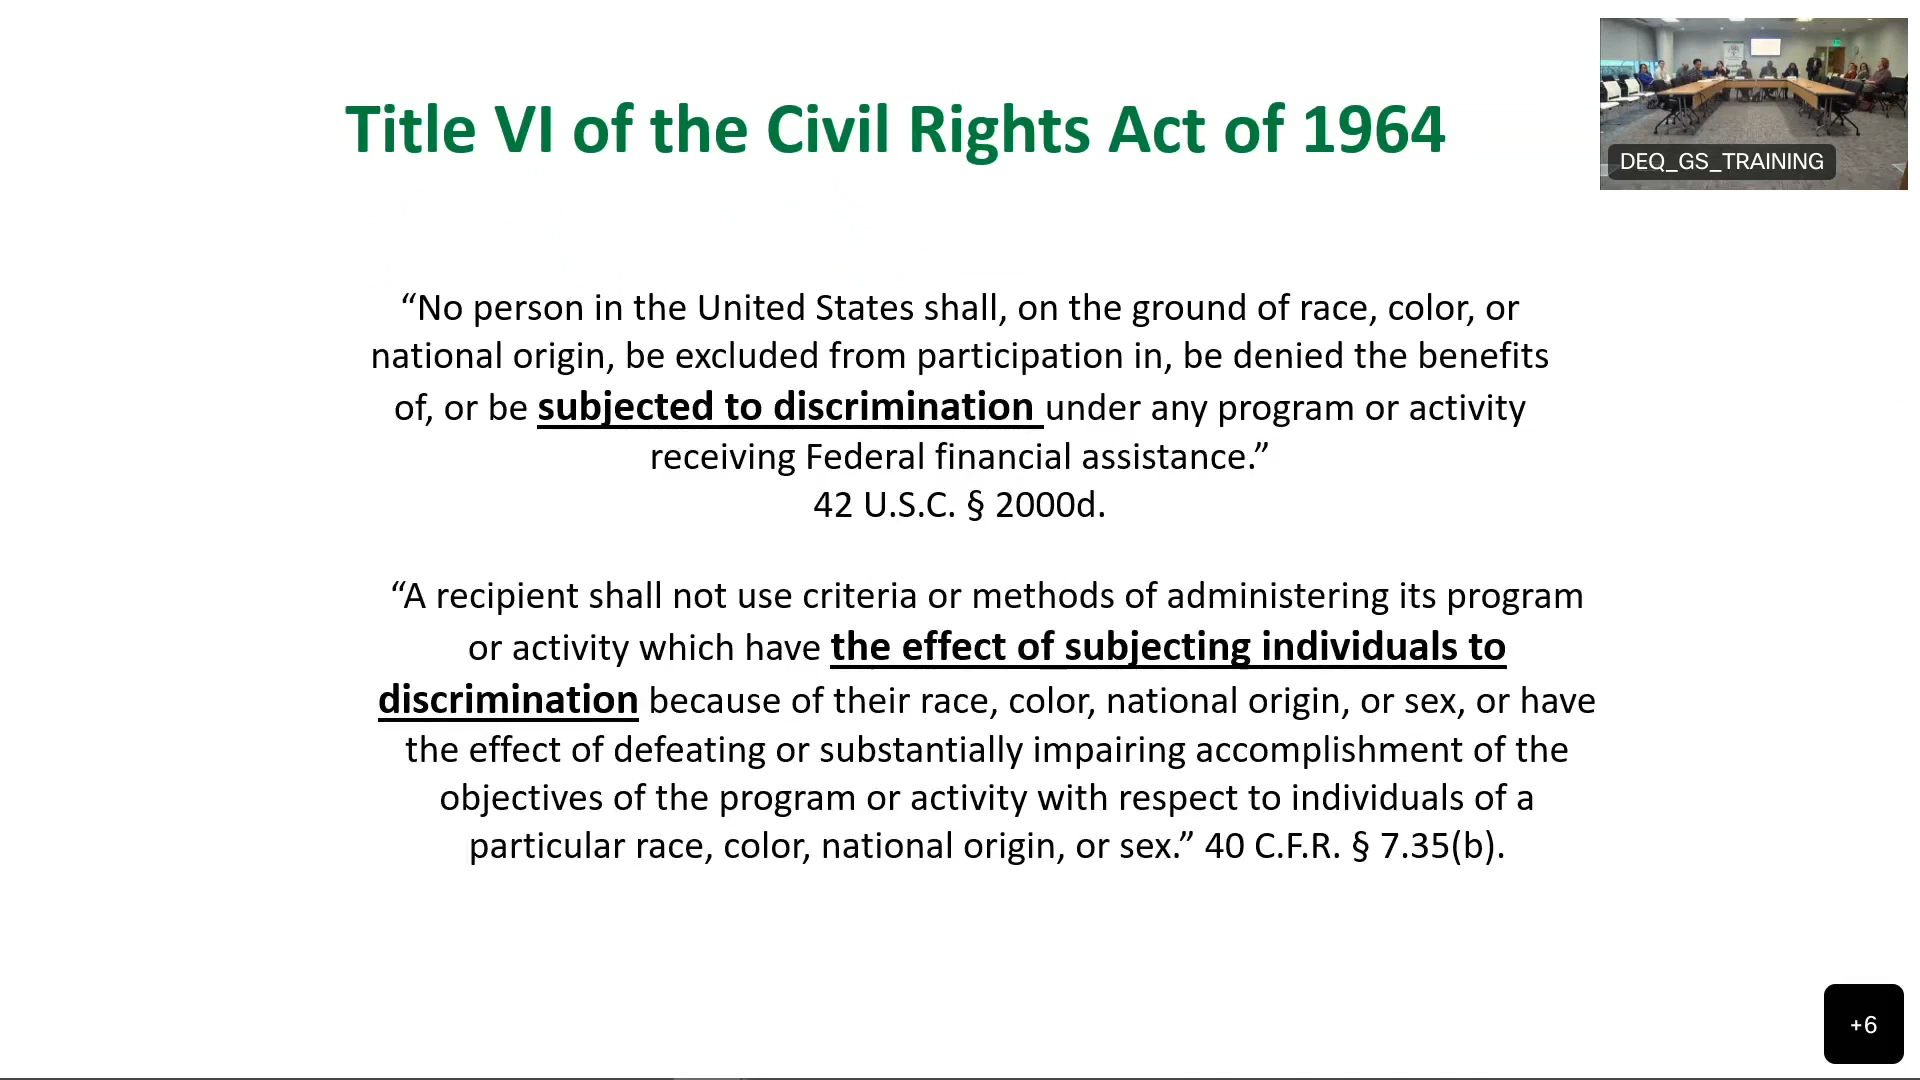 Title VI of the Civil Rights Act of 1964
DEQ_GS_TRAINING
“No person in the United States shall, on the ground of race, color, or
national origin, be excluded from participation in, be denied the benefits
of, or be subjected to discrimination under any program or activity
receiving Federal financial assistance.”
42 U.S.C. § 2000d.
“A recipient shall not use criteria or methods of administering its program
or activity which have the effect of subjecting individuals to
discrimination because of their race, color, national origin, or sex, or have
the effect of defeating or substantially impairing accomplishment of the
objectives of the program or activity with respect to individuals of a
particular race, color, national origin, or sex.” 40 C.F.R. § 7.35(b).
+6